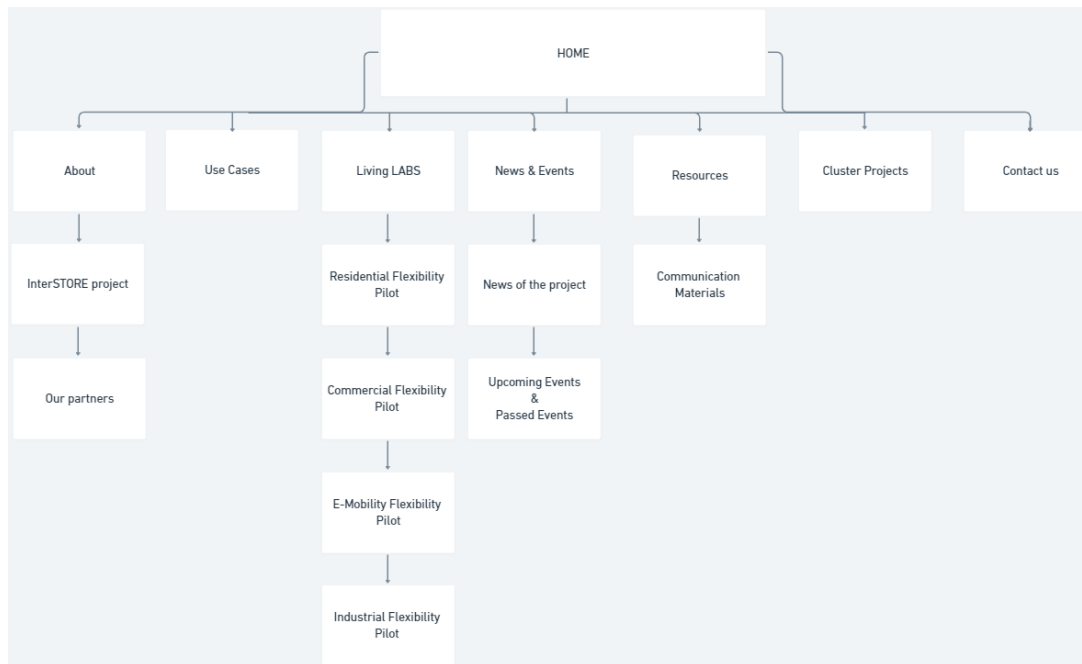 HOME
About
Use Cases
Living LABS
News & Events
Resources
Cluster Projects
Contact us
InterSTORE project
Residential Flexibility
Pilot
News of the project
Communication
Materials
Our partners
Commercial Flexibility
Pilot
Upcoming Events
&
Passed Events
E-Mobility Flexibility
Pilot
Industrial Flexibility
Pilot